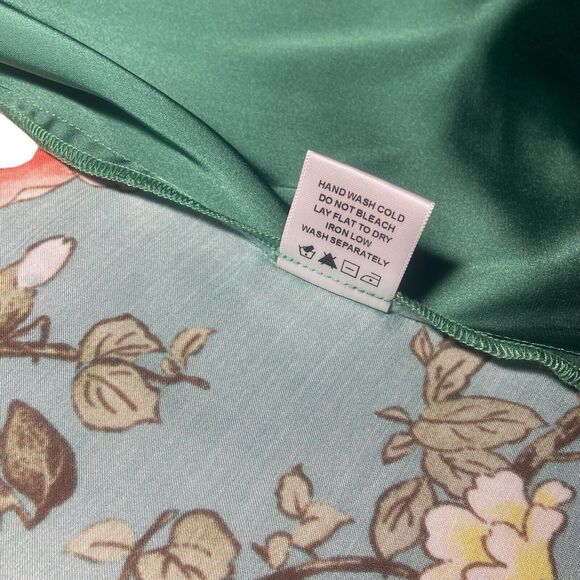 HAND WASH COLD
DO NOT BLEACH
LAY FLAT TO DRY
IRON LOW
WASH SEPARATELY